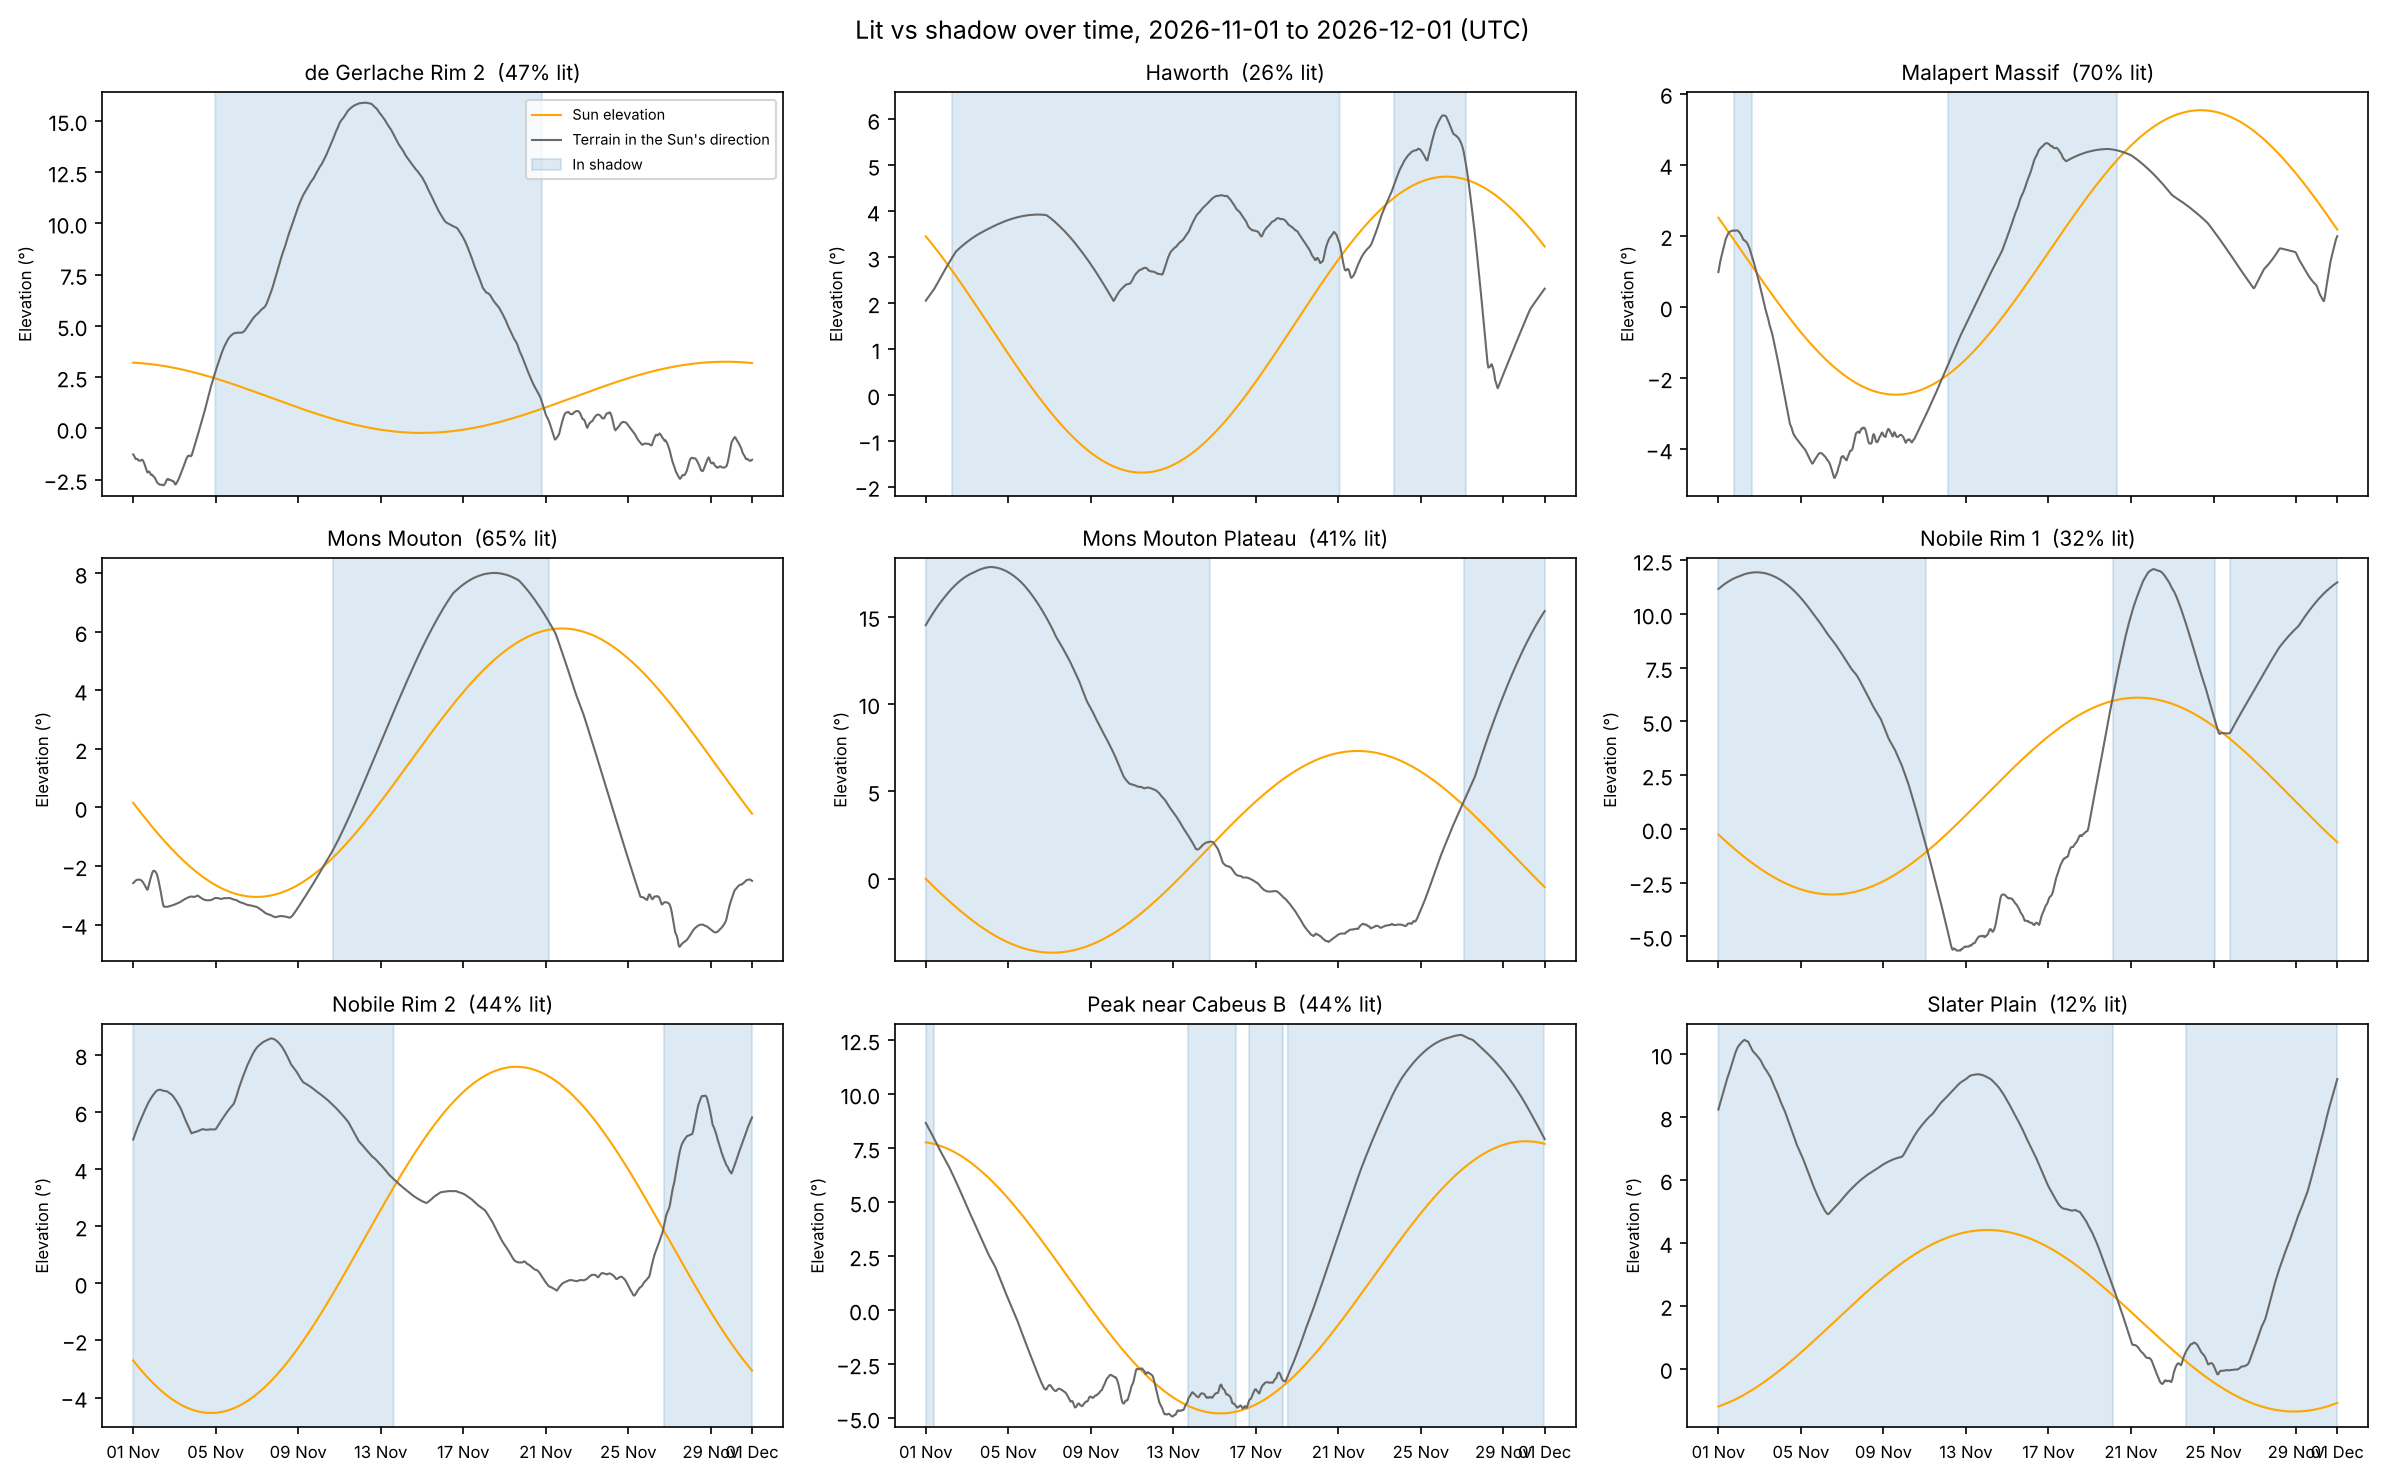 Lit vs shadow over time, 2026-11-01 to 2026-12-01 (UTC)
de Gerlache Rim 2 (47% lit)
Elevation (°)
15.0
12.5
10.0
7.5
5.0
2.5
0.0
−2.5
Sun elevation
Terrain in the Sun's direction
In shadow
Haworth (26% lit)
Elevation (°)
6
5
4
3
2
1
0
−1
−2
Malapert Massif (70% lit)
Elevation (°)
6
4
2
0
−2
−4
Mons Mouton (65% lit)
Elevation (°)
8
6
4
2
0
−2
−4
Mons Mouton Plateau (41% lit)
Elevation (°)
15
10
5
0
Nobile Rim 1 (32% lit)
Elevation (°)
12.5
10.0
7.5
5.0
2.5
0.0
−2.5
−5.0
Nobile Rim 2 (44% lit)
Elevation (°)
8
6
4
2
0
−2
−4
01 Nov 05 Nov 09 Nov 13 Nov 17 Nov 21 Nov 25 Nov 29 Nov 01 Dec
Peak near Cabeus B (44% lit)
Elevation (°)
12.5
10.0
7.5
5.0
2.5
0.0
−2.5
−5.0
01 Nov 05 Nov 09 Nov 13 Nov 17 Nov 21 Nov 25 Nov 29 Nov 01 Dec
Slater Plain (12% lit)
Elevation (°)
10
8
6
4
2
0
01 Nov 05 Nov 09 Nov 13 Nov 17 Nov 21 Nov 25 Nov 29 Nov 01 Dec